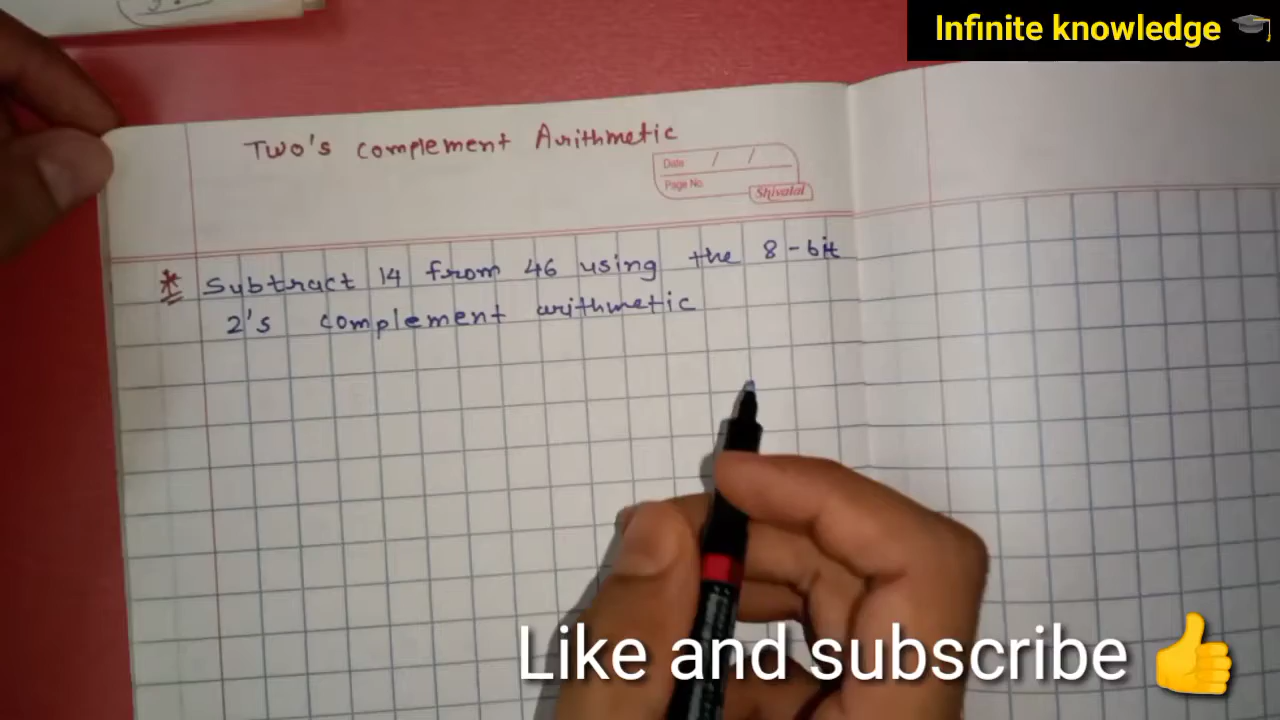 Infinite knowledge 🎓
Two's complement Arithmetic
Date / /
Page No.
Shivalal
* Subtract 14 from 46 using the 8-bit
2's complement arithmetic
Like and subscribe 👍